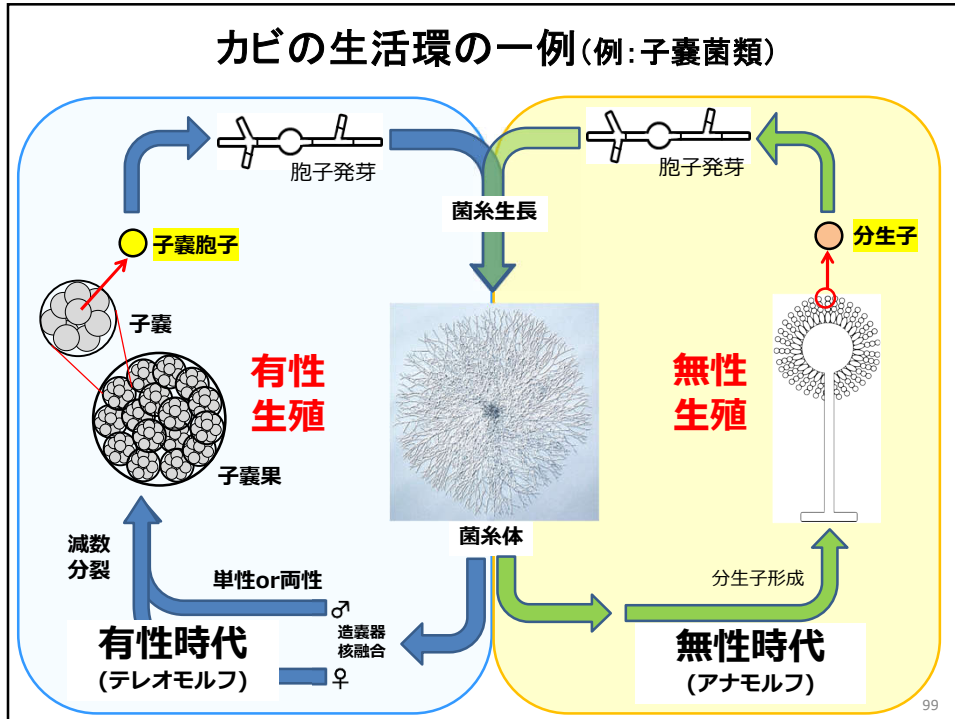 カビの生活環の一例(例:子嚢菌類)
胞子発芽
胞子発芽
菌糸生長
子嚢胞子
分生子
子嚢
有性
生殖
無性
生殖
子嚢果
菌糸体
減数
分裂
単性or両性
分生子形成
♂
造嚢器
核融合
♀
有性時代
(テレオモルフ)
無性時代
(アナモルフ)
99